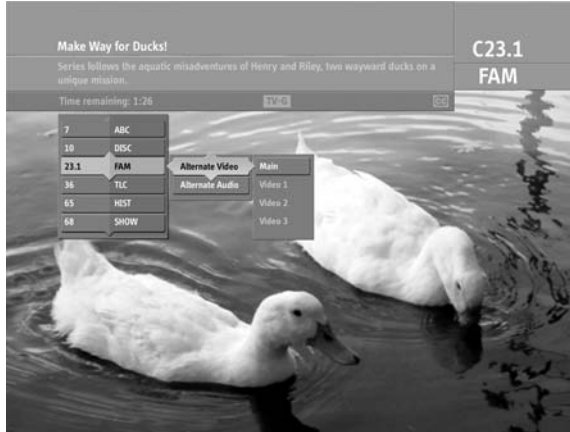 Make Way for Ducks!
Series follows the aquatic misadventures of Henry and Riley, two wayward ducks on a
unique mission.
Time remaining: 1:26 TV-G CC
C23.1
FAM
7 ABC
10 DISC
23.1 FAM Alternate Video Main
36 TLC Alternate Audio Video 1
65 HIST Video 2
68 SHOW Video 3